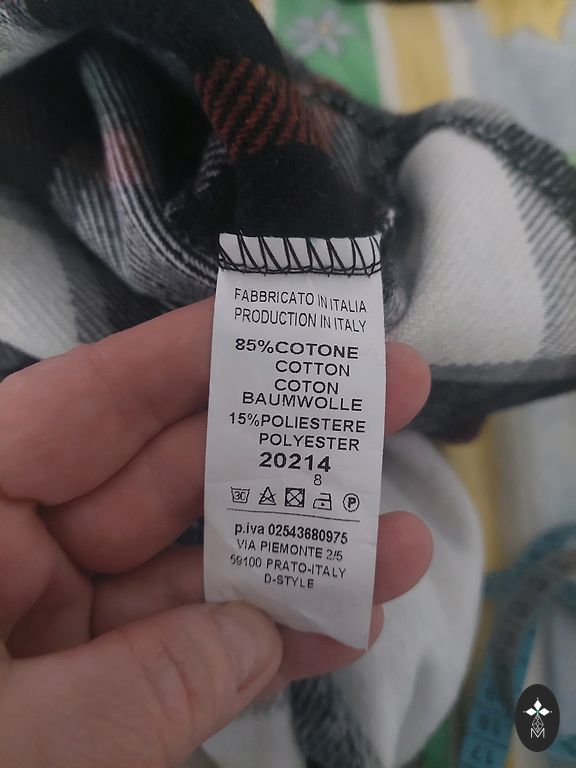 FABBRICATO IN ITALIA
PRODUCTION IN ITALY
85%COTONE
COTTON
COTON
BAUMWOLLE
15%POLIESTERE
POLYESTER
20214
8
30 P
p.iva 02543680975
VIA PIEMONTE 2/5
59100 PRATO-ITALY
D-STYLE
M